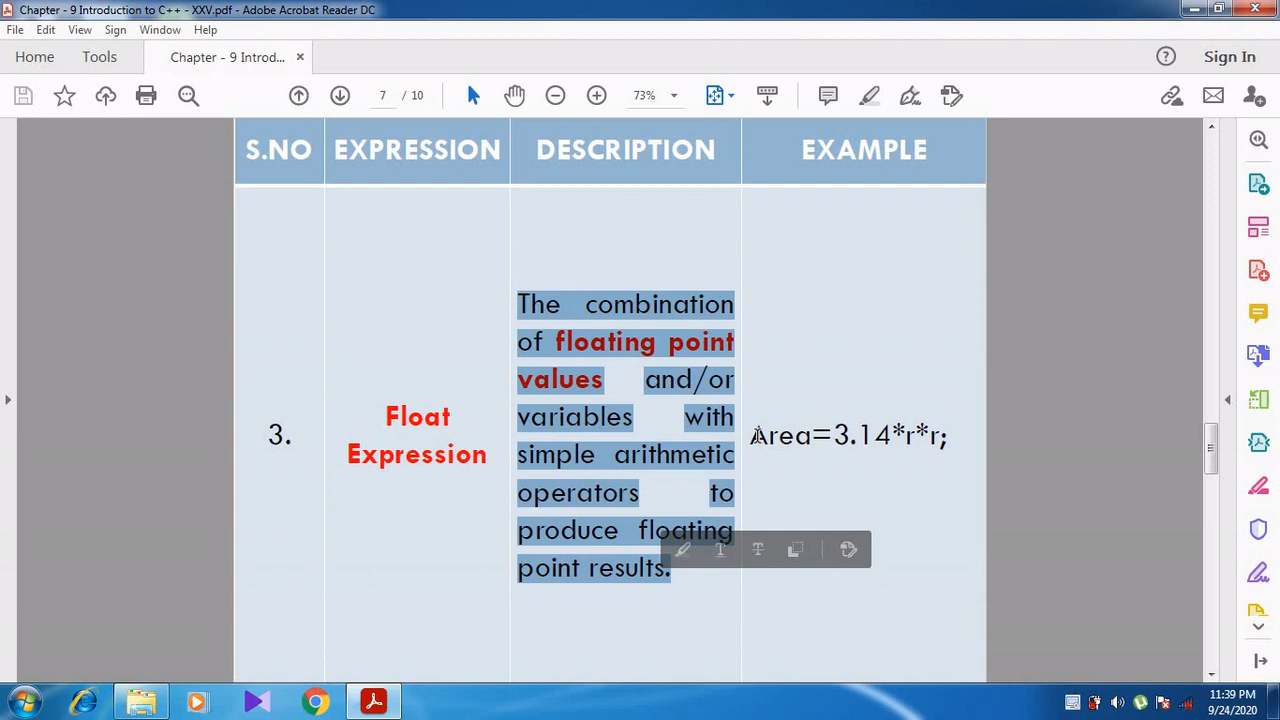 Chapter - 9 Introduction to C++ - XXV.pdf - Adobe Acrobat Reader DC
File Edit View Sign Window Help
Home Tools Chapter - 9 Introd... × Sign In
7 / 10 73%
S.NO EXPRESSION DESCRIPTION EXAMPLE
3.
Float
Expression
The combination
of floating point
values and/or
variables with
simple arithmetic
operators to
produce floating
point results.
Area=3.14*r*r;
11:39 PM
9/24/2020